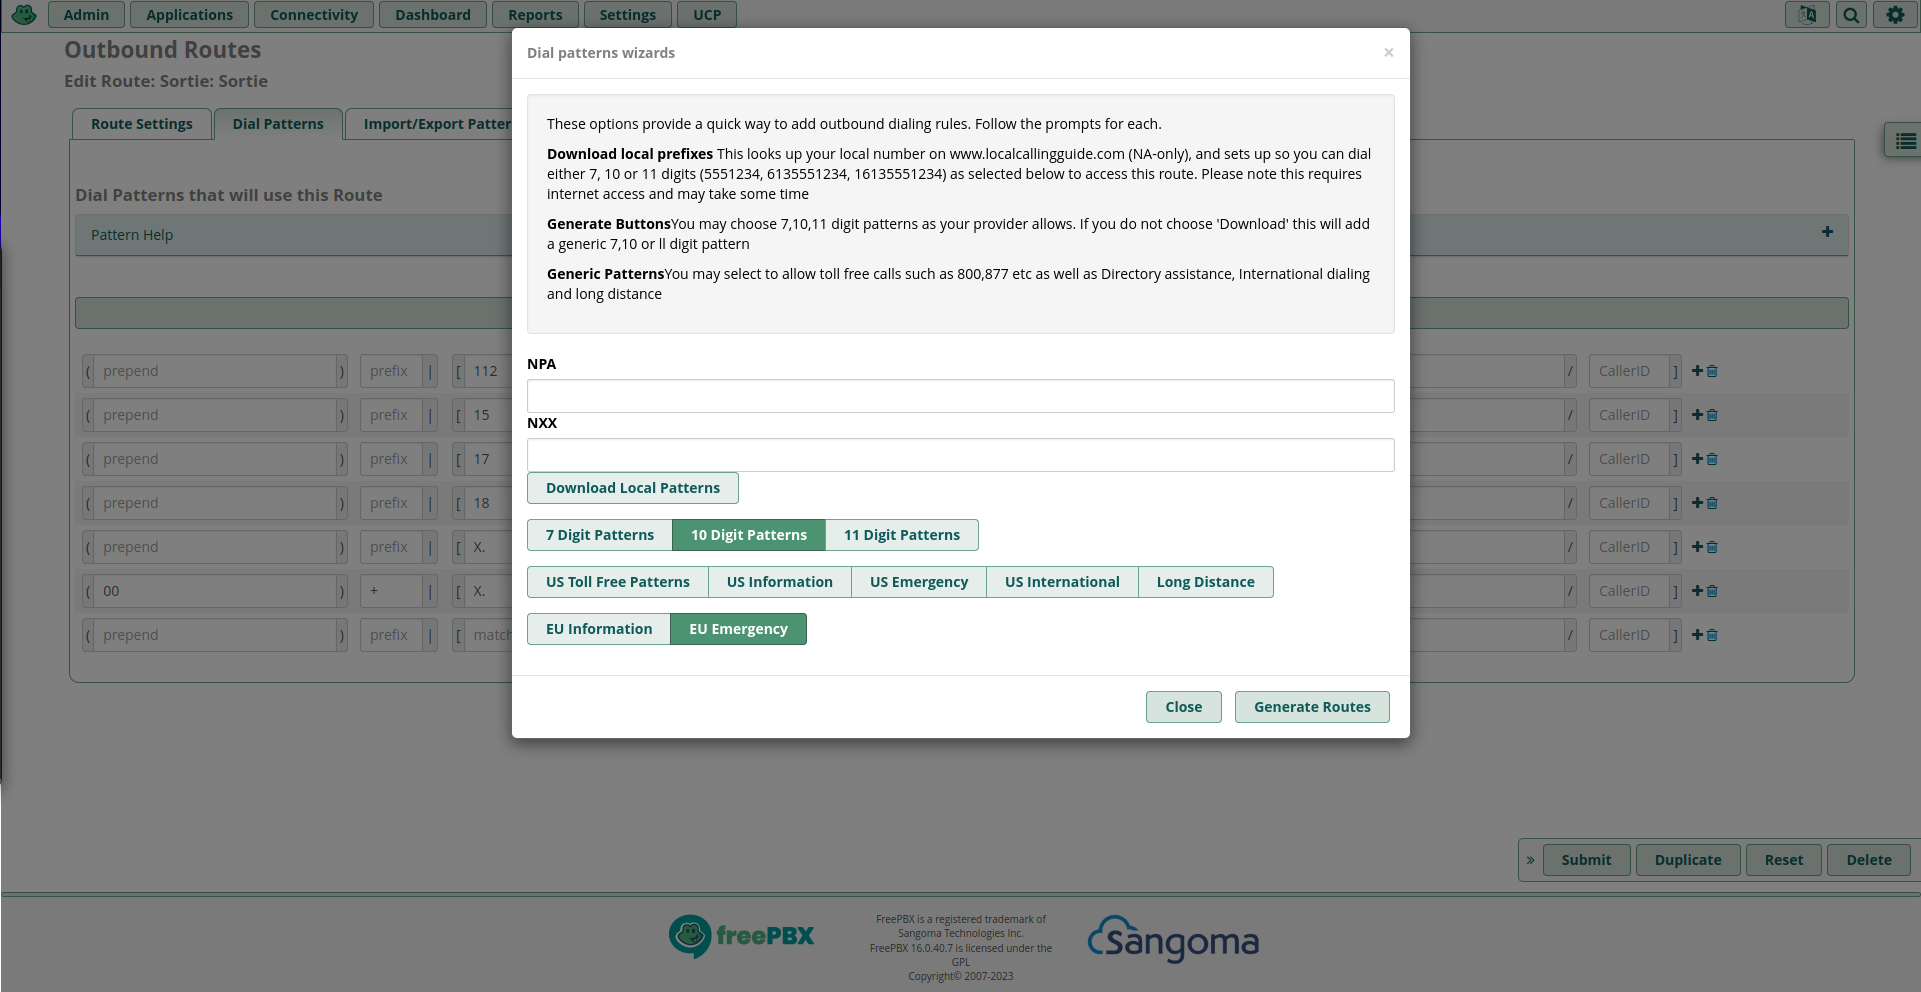 Admin
Applications
Connectivity
Dashboard
Reports
Settings
UCP
Outbound Routes
Edit Route: Sortie: Sortie
Route Settings
Dial Patterns
Import/Export Patter
Dial Patterns that will use this Route
Pattern Help
( prepend ) prefix | [ 112 / CallerID ]
( prepend ) prefix | [ 15 / CallerID ]
( prepend ) prefix | [ 17 / CallerID ]
( prepend ) prefix | [ 18 / CallerID ]
( prepend ) prefix | [ X. / CallerID ]
( 00 ) + | [ X. / CallerID ]
( prepend ) prefix | [ match / CallerID ]
Dial patterns wizards ×
These options provide a quick way to add outbound dialing rules. Follow the prompts for each.
Download local prefixes This looks up your local number on www.localcallingguide.com (NA-only), and sets up so you can dial
either 7, 10 or 11 digits (5551234, 6135551234, 16135551234) as selected below to access this route. Please note this requires
internet access and may take some time
Generate ButtonsYou may choose 7,10,11 digit patterns as your provider allows. If you do not choose 'Download' this will add
a generic 7,10 or ll digit pattern
Generic PatternsYou may select to allow toll free calls such as 800,877 etc as well as Directory assistance, International dialing
and long distance
NPA
NXX
Download Local Patterns
7 Digit Patterns
10 Digit Patterns
11 Digit Patterns
US Toll Free Patterns
US Information
US Emergency
US International
Long Distance
EU Information
EU Emergency
Close
Generate Routes
» Submit
Duplicate
Reset
Delete
freePBX
FreePBX is a registered trademark of
Sangoma Technologies Inc.
FreePBX 16.0.40.7 is licensed under the
GPL
Copyright© 2007-2023
Sangoma